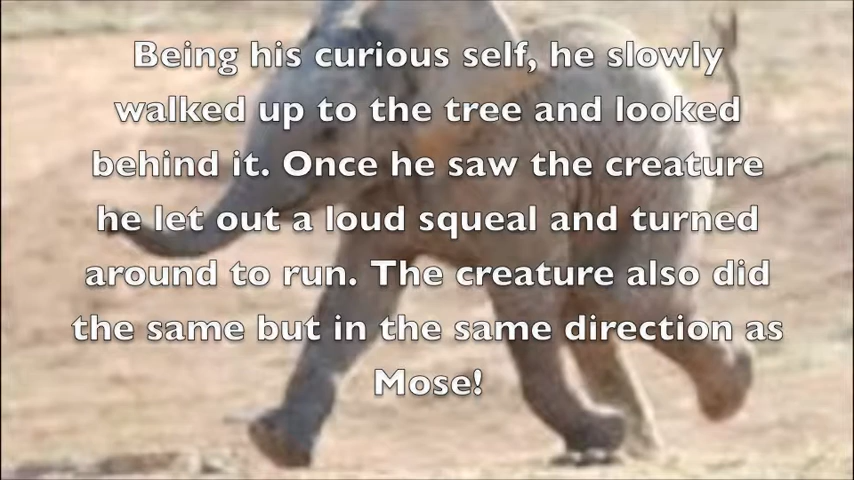 Being his curious self, he slowly
walked up to the tree and looked
behind it. Once he saw the creature
he let out a loud squeal and turned
around to run. The creature also did
the same but in the same direction as
Mose!